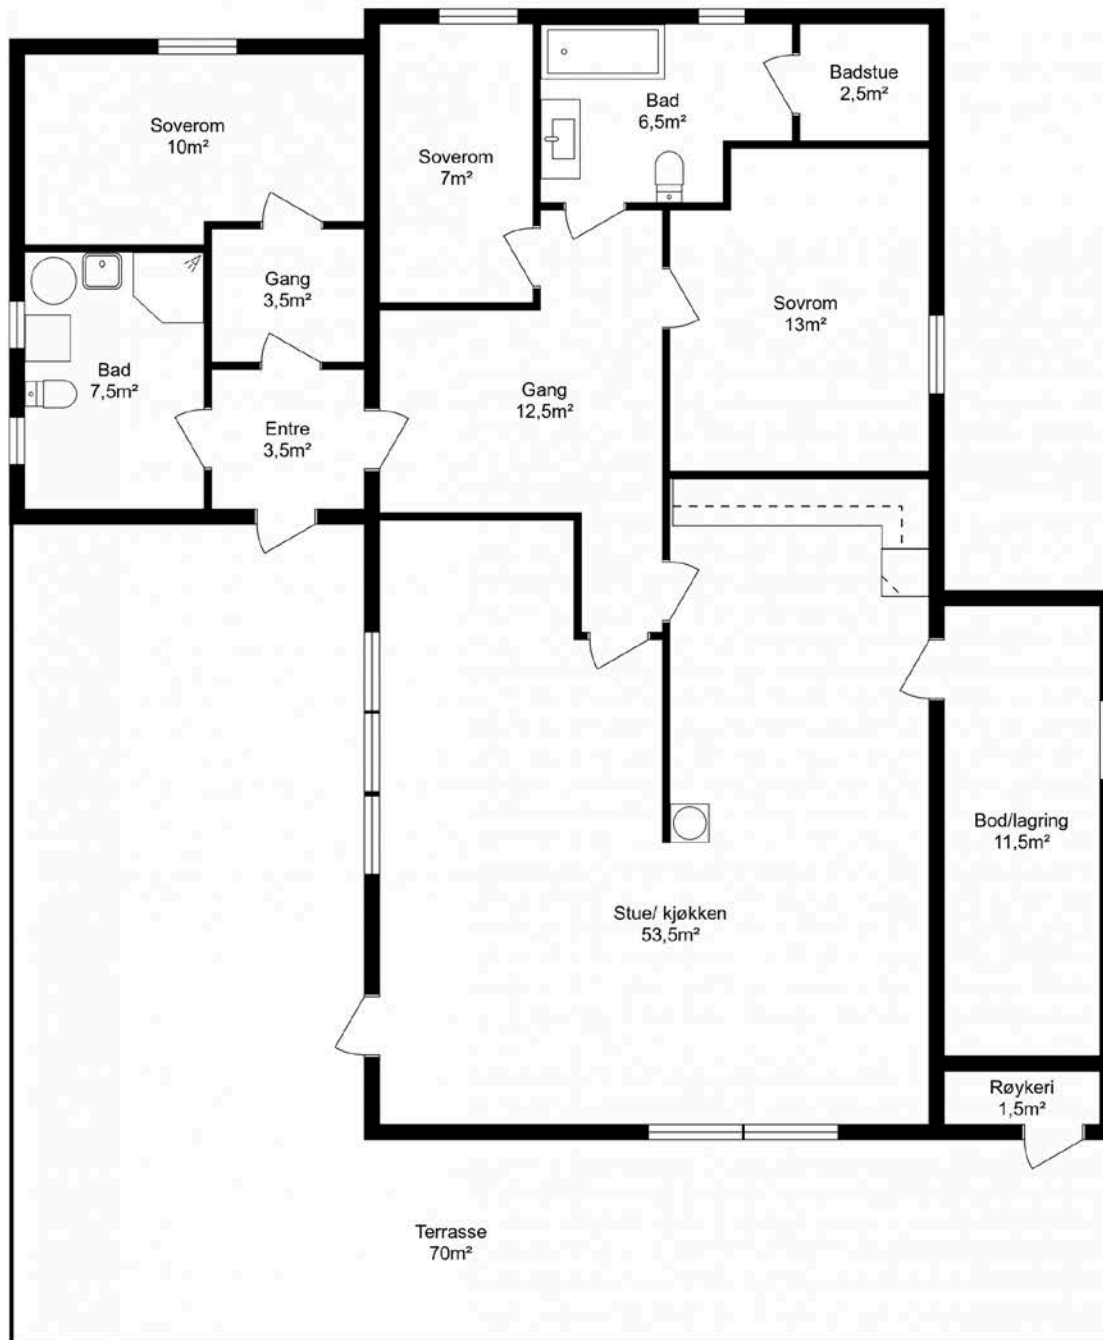 Soverom
10m²
Soverom
7m²
Bad
6,5m²
Badstue
2,5m²
Gang
3,5m²
Sovrom
13m²
Bad
7,5m²
Gang
12,5m²
Entre
3,5m²
Bod/lagring
11,5m²
Stue/ kjøkken
53,5m²
Røykeri
1,5m²
Terrasse
70m²